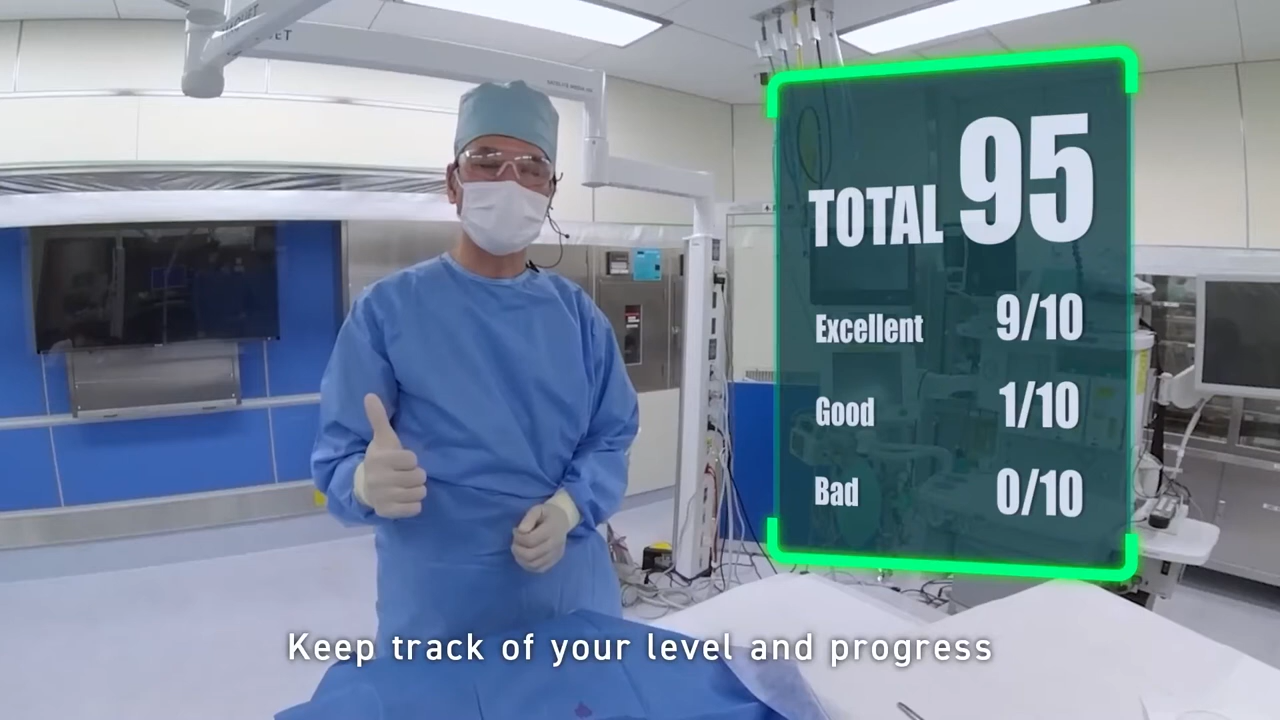 TOTAL 95
Excellent 9/10
Good 1/10
Bad 0/10
Keep track of your level and progress